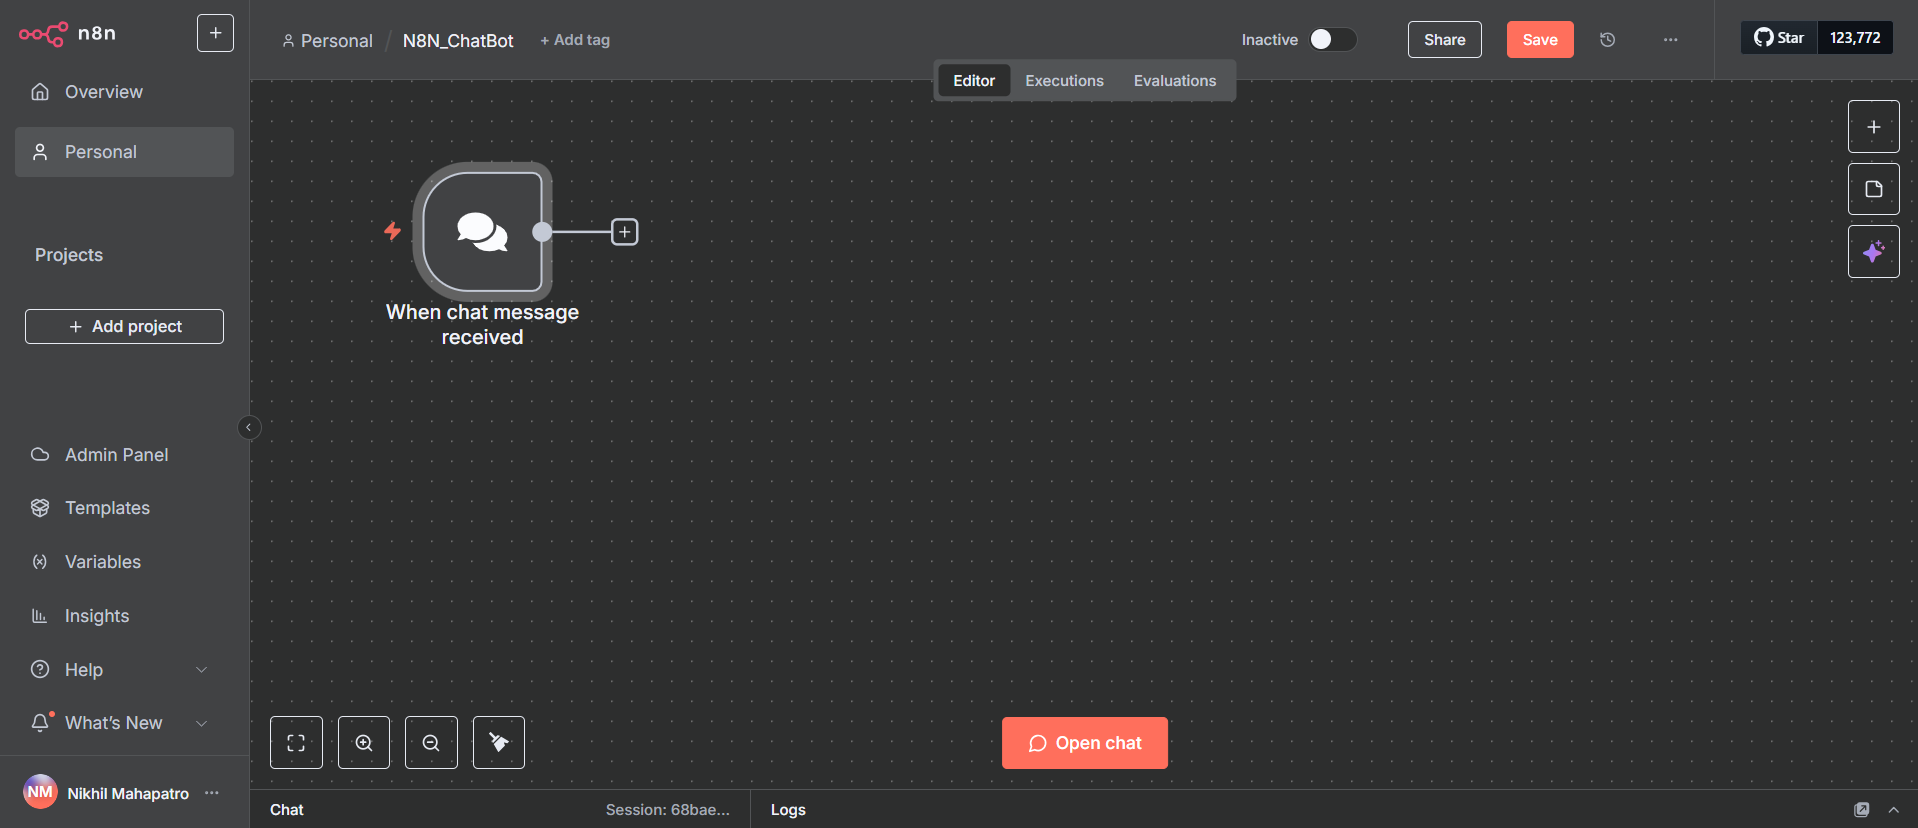 n8n
Overview
Personal
Projects
Add project
Admin Panel
Templates
Variables
Insights
Help
What's New
NM Nikhil Mahapatro
Personal / N8N_ChatBot + Add tag
Inactive
Share
Save
Star 123,772
Editor Executions Evaluations
When chat message
received
Open chat
Chat
Session: 68bae...
Logs